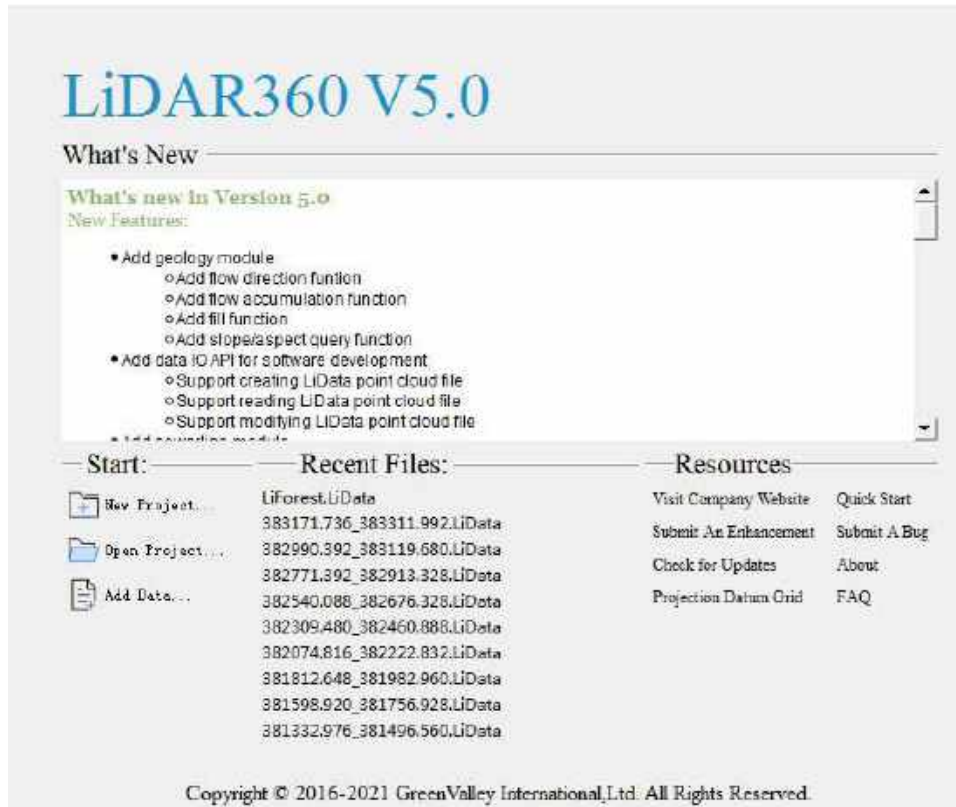 LiDAR360 V5.0
What's New
What's new in Version 5.0
New Features:
Add geology module
Add flow direction funtion
Add flow accumulation function
Add fill function
Add slope/aspect query function
Add data IO API for software development
Support creating LiData point cloud file
Support reading LiData point cloud file
Support modifying LiData point cloud file
Add powerline module
Start:
New Project...
Open Project...
Add Data...
Recent Files:
LiForest.LiData
383171.736_383311.992.LiData
382990.392_383119.680.LiData
382771.392_382913.328.LiData
382540.088_382676.328.LiData
382309.480_382460.888.LiData
382074.816_382222.832.LiData
381812.648_381982.960.LiData
381598.920_381756.928.LiData
381332.976_381496.560.LiData
Resources
Visit Company Website Quick Start
Submit An Enhancement Submit A Bug
Check for Updates About
Projection Datum Grid FAQ
Copyright © 2016-2021 GreenValley International,Ltd. All Rights Reserved.